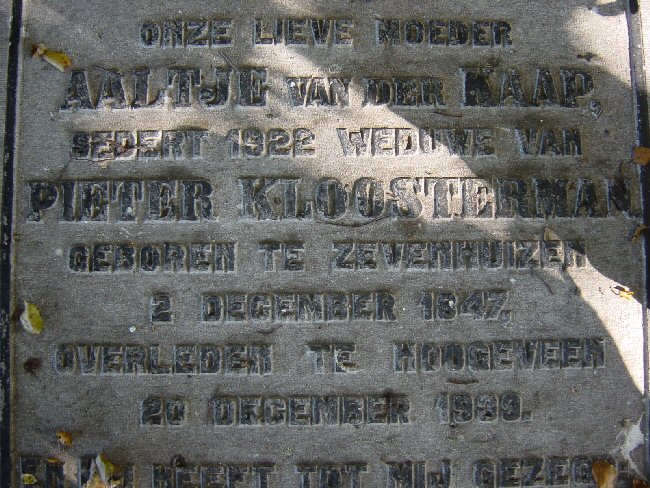 ONZE LIEVE MOEDER
AALTJE VAN DER KAAP,
SEDERT 1922 WEDUWE VAN
PIETER KLOOSTERMAN
GEBOREN TE ZEVENHUIZEN
2 DECEMBER 1847.
OVERLEDEN TE HOOGEVEEN
20 DECEMBER 1939.
HEEFT TOT MIJ